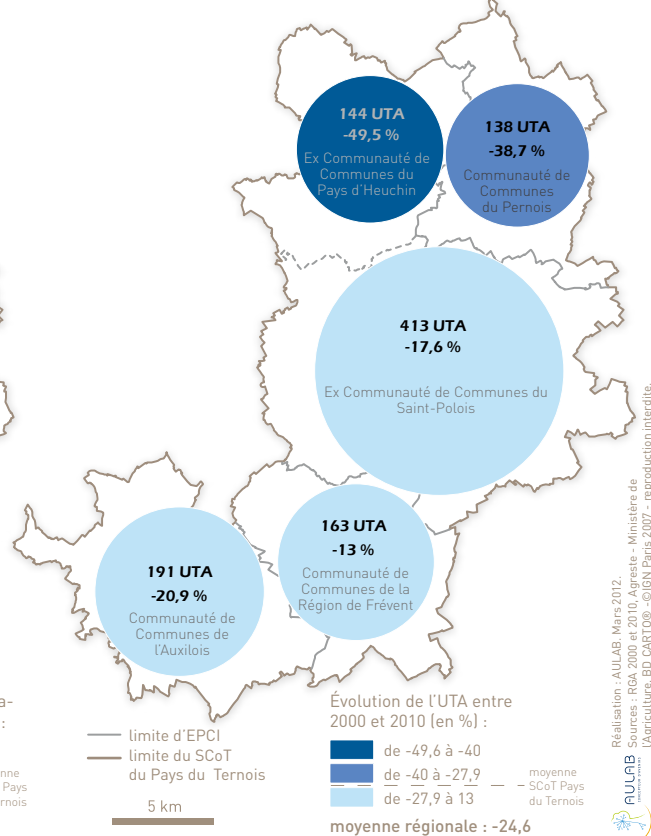 144 UTA
-49,5 %
Ex Communauté de
Communes du
Pays d'Heuchin
138 UTA
-38,7 %
Communauté de
Communes
du Pernois
413 UTA
-17,6 %
Ex Communauté de Communes du
Saint-Polois
163 UTA
-13 %
Communauté de
Communes de la
Région de Frévent
191 UTA
-20,9 %
Communauté de
Communes de
l'Auxilois
a-
:
nne
Pays
rnois
limite d'EPCI
limite du SCoT
du Pays du Ternois
5 km
Évolution de l'UTA entre
2000 et 2010 (en %) :
de -49,6 à -40
de -40 à -27,9
de -27,9 à 13
moyenne
SCoT Pays
du Ternois
moyenne régionale : -24,6
Réalisation : AULAB. Mars 2012.
Sources : RGA 2000 et 2010, Agreste - Ministère de
l'Agriculture. BD CARTO® -©IGN Paris 2007 - reproduction interdite.
AULAB